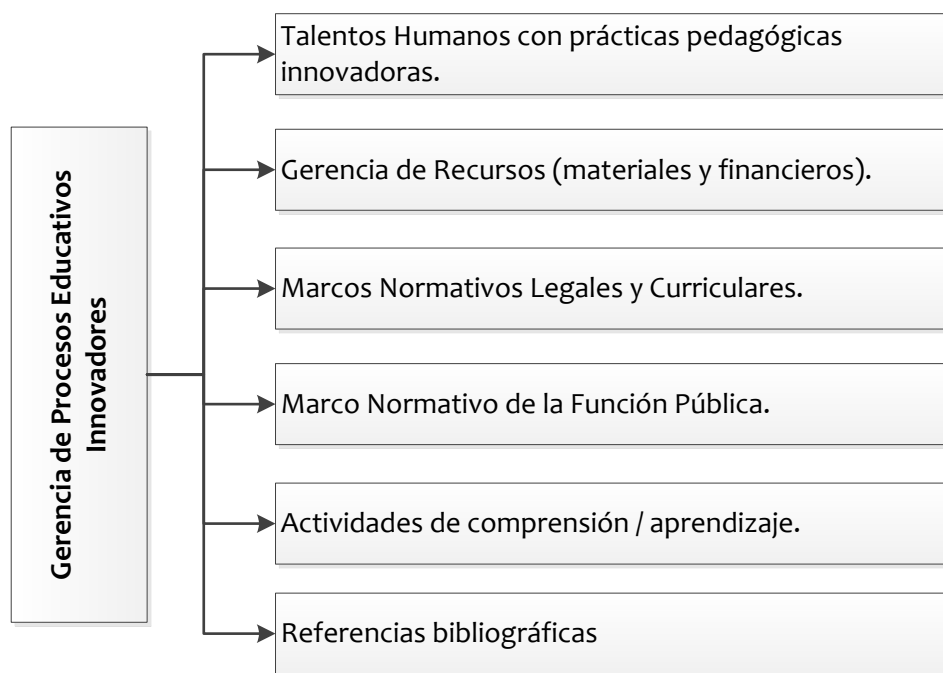 Gerencia de Procesos Educativos
Innovadores
Talentos Humanos con prácticas pedagógicas
innovadoras.
Gerencia de Recursos (materiales y financieros).
Marcos Normativos Legales y Curriculares.
Marco Normativo de la Función Pública.
Actividades de comprensión / aprendizaje.
Referencias bibliográficas